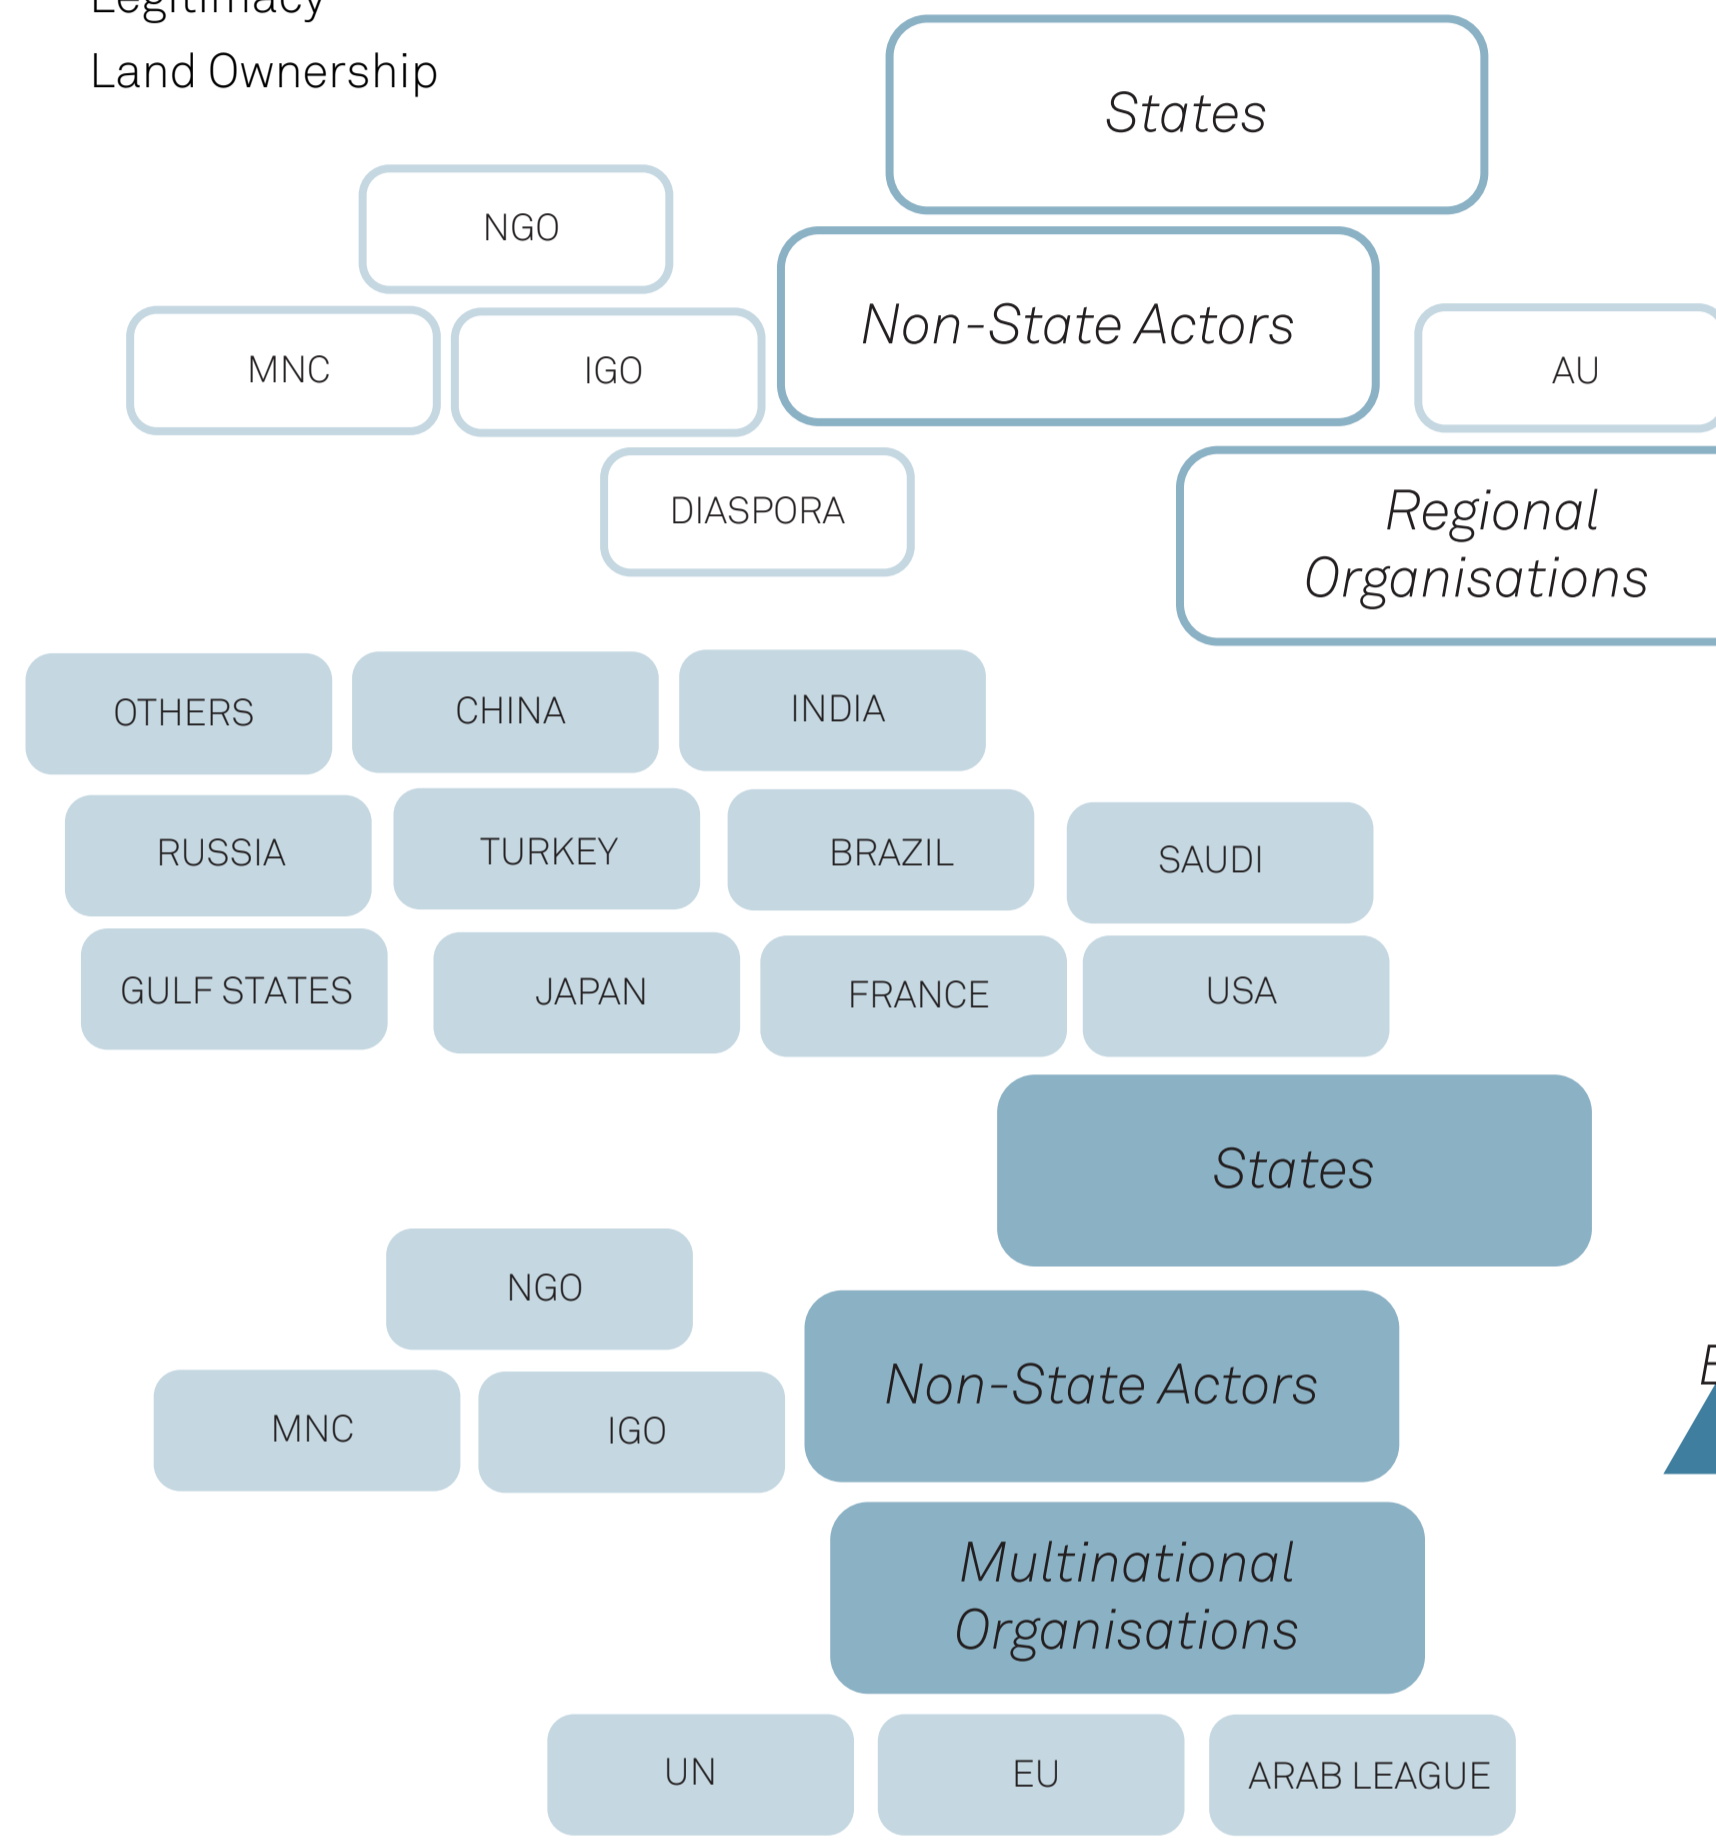 Legitimacy
Land Ownership
States
NGO
Non-State Actors
MNC
IGO
AU
DIASPORA
Regional
Organisations
OTHERS
CHINA
INDIA
RUSSIA
TURKEY
BRAZIL
SAUDI
GULF STATES
JAPAN
FRANCE
USA
States
NGO
Non-State Actors
MNC
IGO
Multinational
Organisations
UN
EU
ARAB LEAGUE